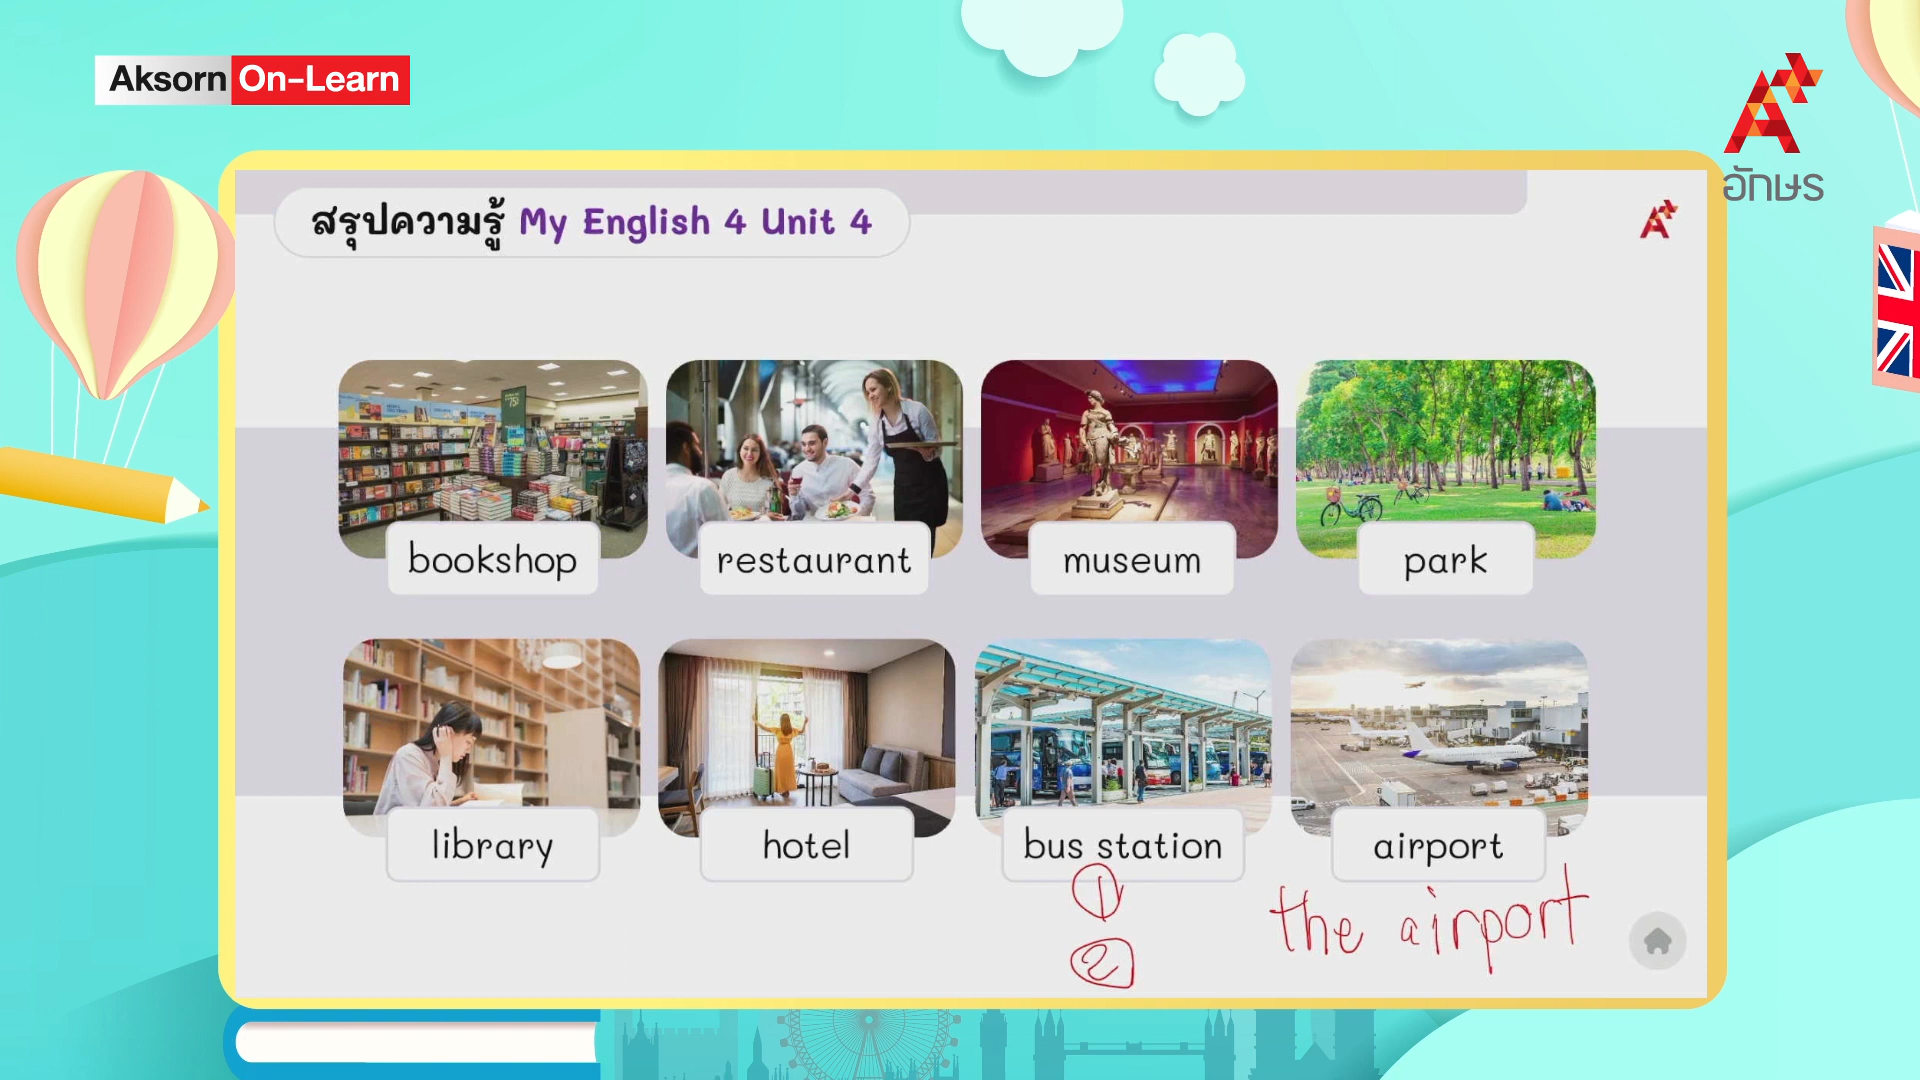 Aksorn On-Learn
อักษร
สรุปความรู้ My English 4 Unit 4
bookshop
restaurant
museum
park
library
hotel
bus station
airport
1
the airport
2